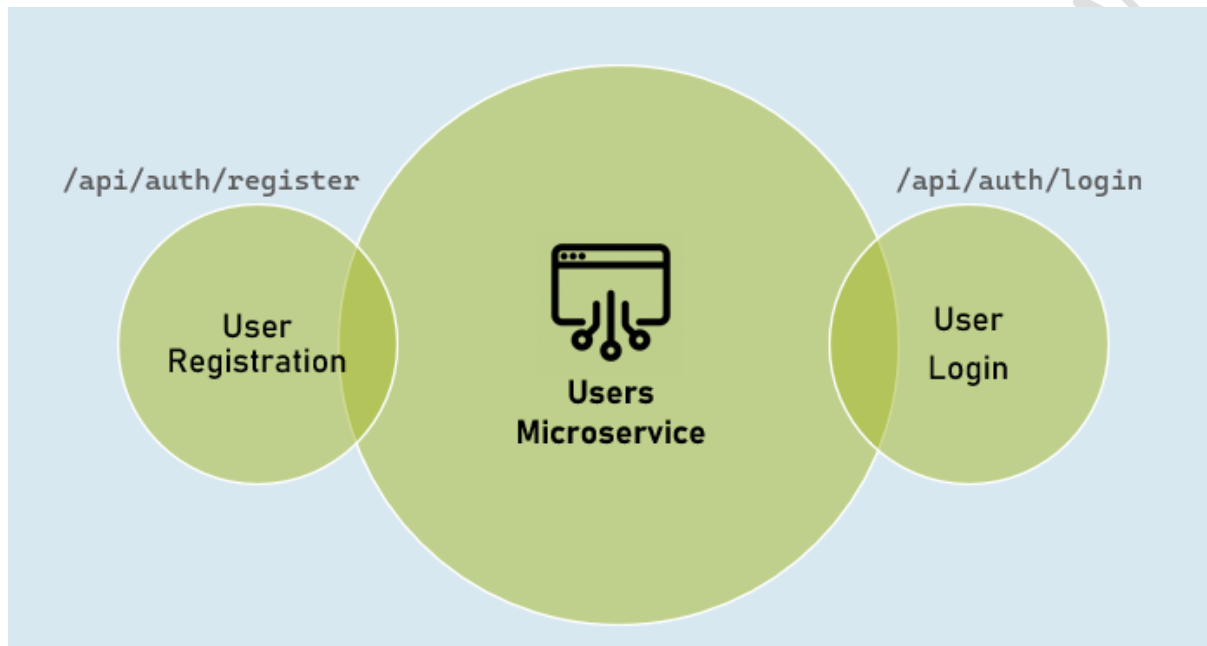 /api/auth/register
/api/auth/login
User
Registration
Users
Microservice
User
Login